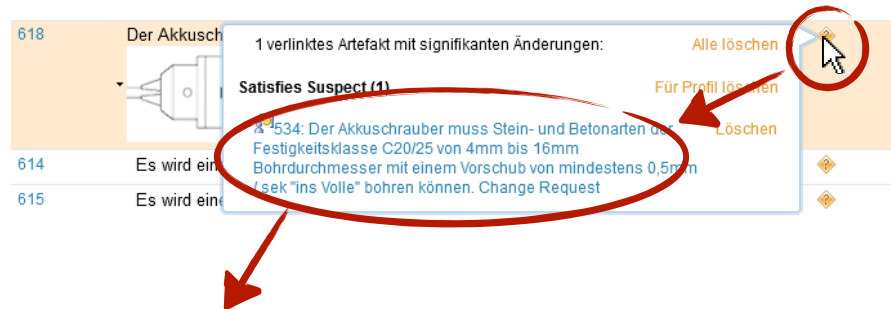 618
Der Akkusch
1 verlinktes Artefakt mit signifikanten Änderungen:
Alle löschen
Satisfies Suspect (1)
Für Profil löschen
534: Der Akkuschrauber muss Stein- und Betonarten der
Löschen
Festigkeitsklasse C20/25 von 4mm bis 16mm
614
Es wird ein
Bohrdurchmesser mit einem Vorschub von mindestens 0,5mm
/ sek "ins Volle" bohren können. Change Request
615
Es wird eine